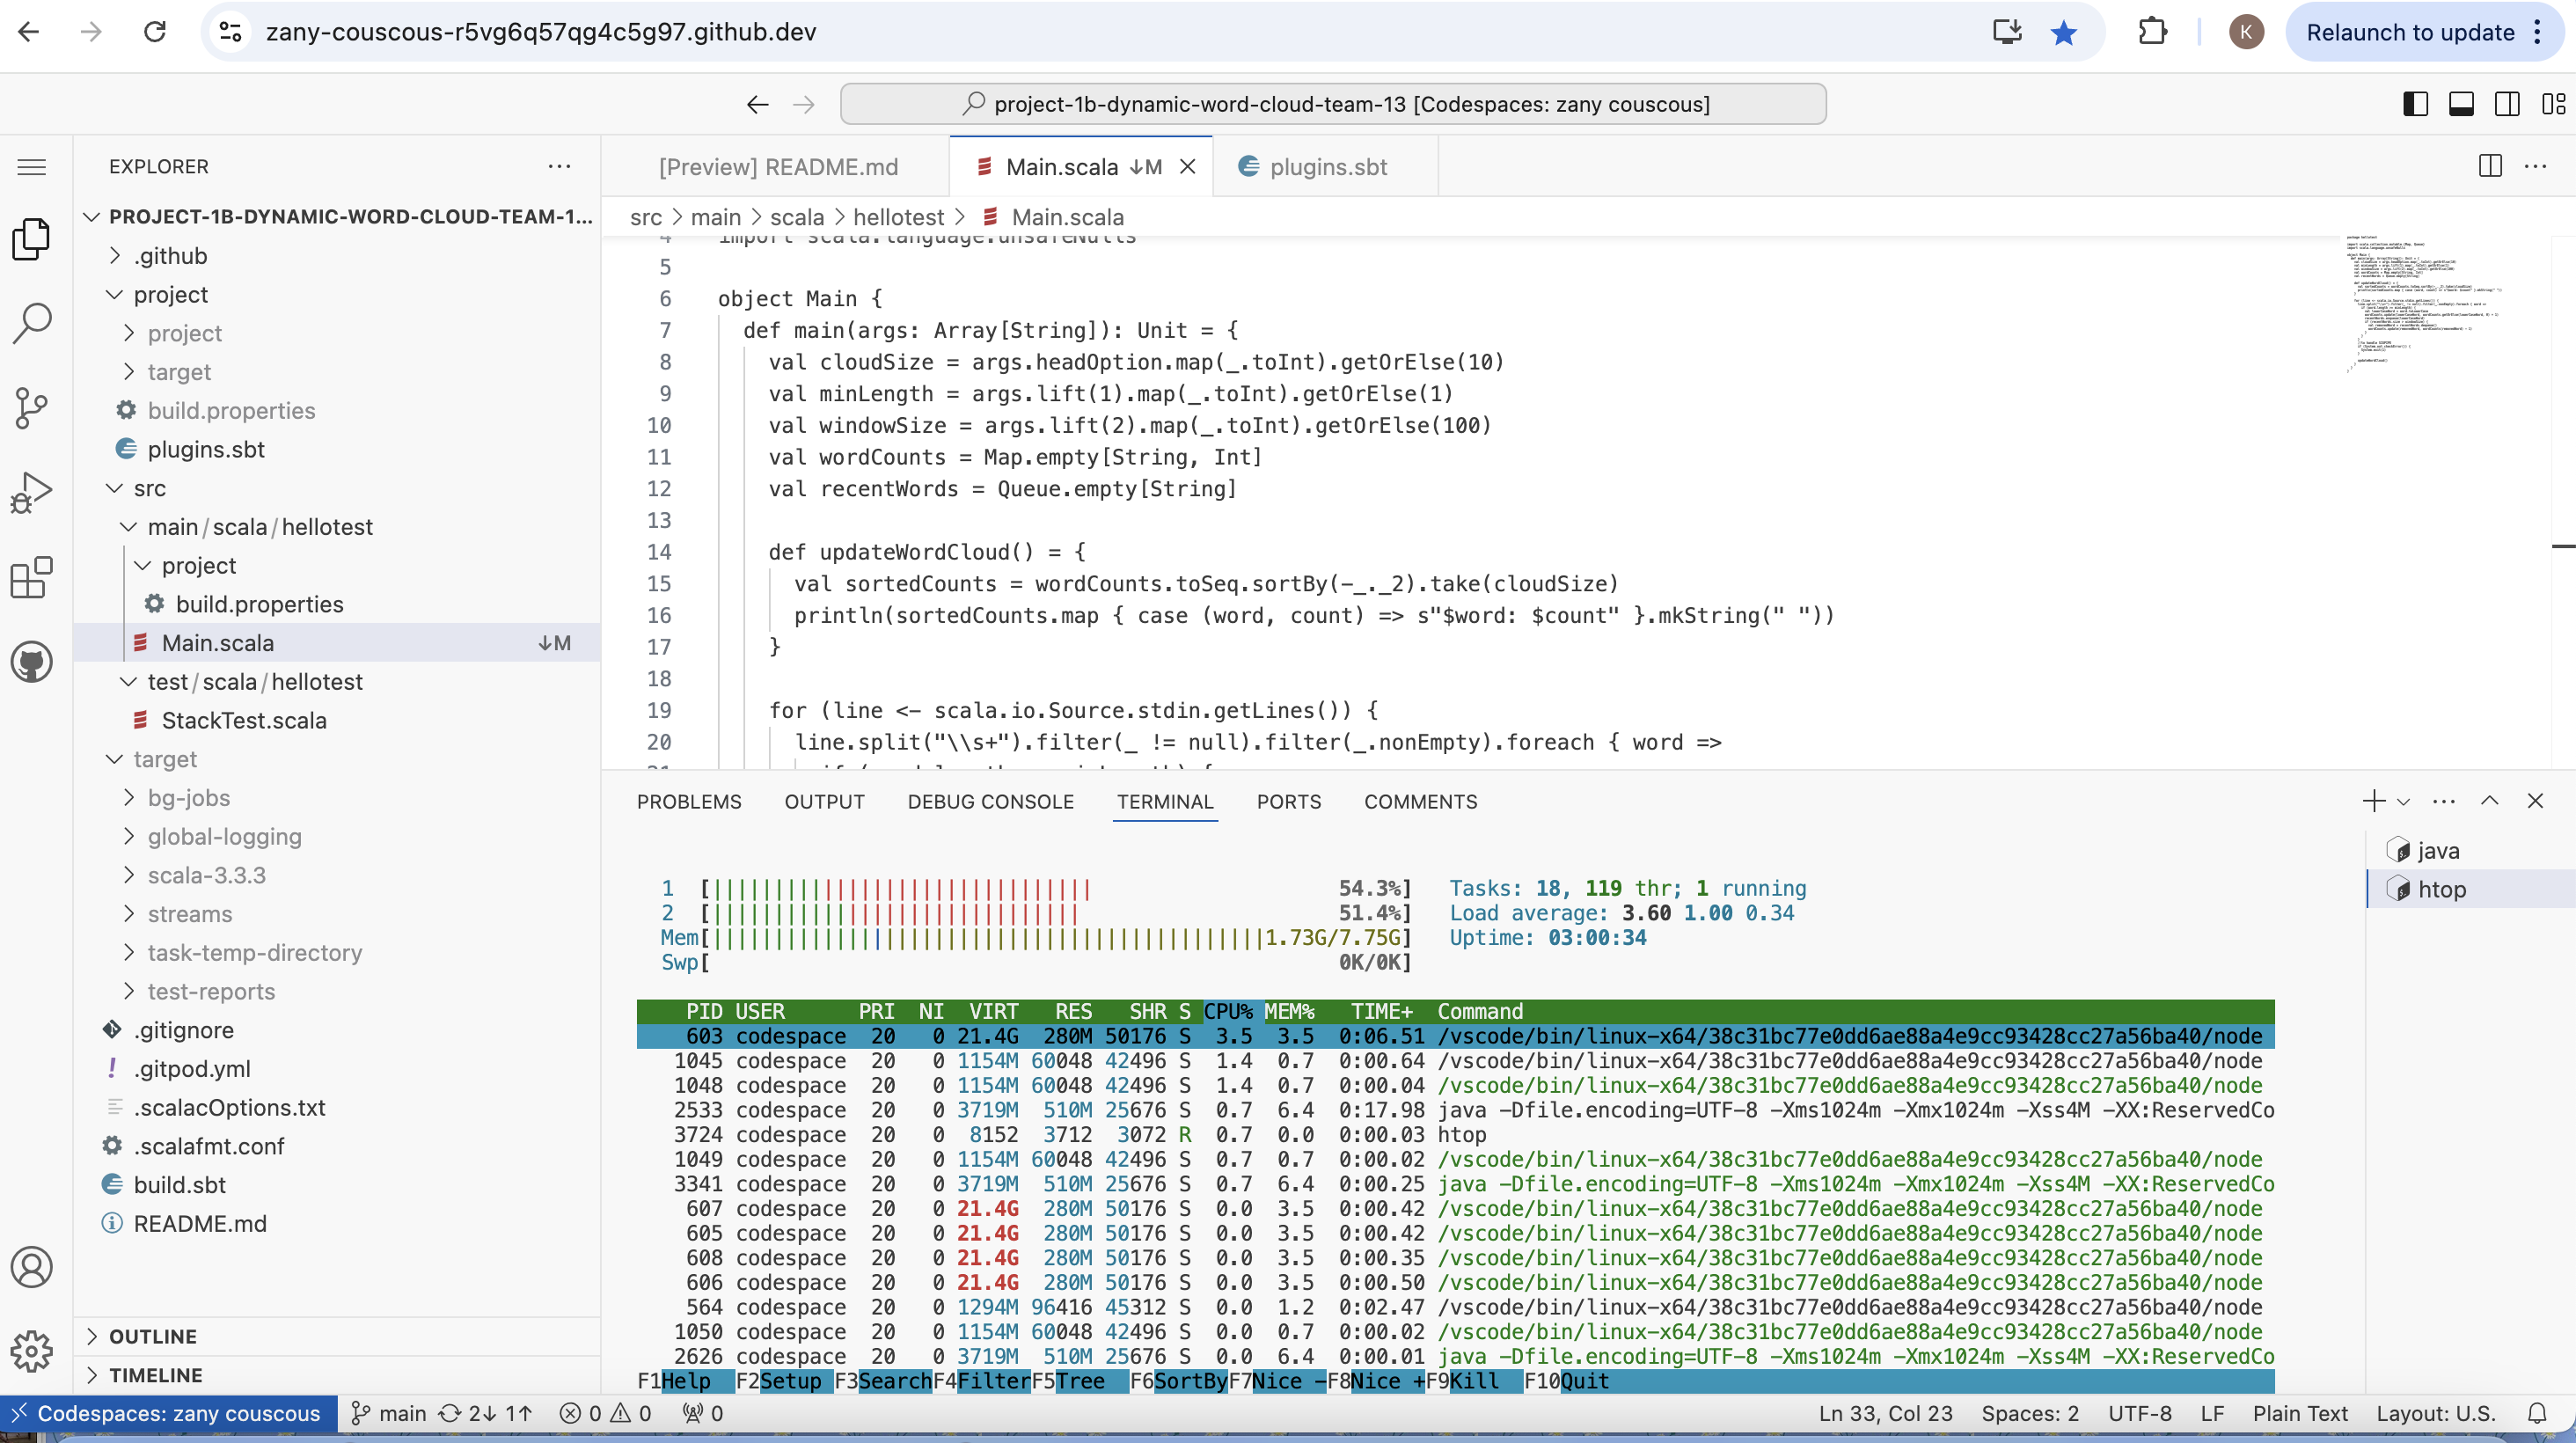 zany-couscous-r5vg6q57qg4c5g97.github.dev
K
Relaunch to update
project-1b-dynamic-word-cloud-team-13 [Codespaces: zany couscous]
EXPLORER
PROJECT-1B-DYNAMIC-WORD-CLOUD-TEAM-1...
.github
project
project
target
build.properties
plugins.sbt
src
main/scala/hellotest
project
build.properties
Main.scala ↓M
test/scala/hellotest
StackTest.scala
target
bg-jobs
global-logging
scala-3.3.3
streams
task-temp-directory
test-reports
.gitignore
.gitpod.yml
.scalacOptions.txt
.scalafmt.conf
build.sbt
README.md
OUTLINE
TIMELINE
[Preview] README.md
Main.scala ↓M
plugins.sbt
src > main > scala > hellotest > Main.scala
4 import scala.language.unsafeNulls
5
6 object Main {
7 def main(args: Array[String]): Unit = {
8 val cloudSize = args.headOption.map(_.toInt).getOrElse(10)
9 val minLength = args.lift(1).map(_.toInt).getOrElse(1)
10 val windowSize = args.lift(2).map(_.toInt).getOrElse(100)
11 val wordCounts = Map.empty[String, Int]
12 val recentWords = Queue.empty[String]
13
14 def updateWordCloud() = {
15 val sortedCounts = wordCounts.toSeq.sortBy(-_._2).take(cloudSize)
16 println(sortedCounts.map { case (word, count) => s"$word: $count" }.mkString(" "))
17 }
18
19 for (line <- scala.io.Source.stdin.getLines()) {
20 line.split("\\s+").filter(_ != null).filter(_.nonEmpty).foreach { word =>
PROBLEMS OUTPUT DEBUG CONSOLE TERMINAL PORTS COMMENTS
java
htop
1 [|||||||||||||||||||||||||||||| 54.3%] Tasks: 18, 119 thr; 1 running
2 [||||||||||||||||||||||||||||| 51.4%] Load average: 3.60 1.00 0.34
Mem[||||||||||||||||||||||||||||||||||||||||||||1.73G/7.75G] Uptime: 03:00:34
Swp[ 0K/0K]
PID USER PRI NI VIRT RES SHR S CPU% MEM% TIME+ Command
603 codespace 20 0 21.4G 280M 50176 S 3.5 3.5 0:06.51 /vscode/bin/linux-x64/38c31bc77e0dd6ae88a4e9cc93428cc27a56ba40/node
1045 codespace 20 0 1154M 60048 42496 S 1.4 0.7 0:00.64 /vscode/bin/linux-x64/38c31bc77e0dd6ae88a4e9cc93428cc27a56ba40/node
1048 codespace 20 0 1154M 60048 42496 S 1.4 0.7 0:00.04 /vscode/bin/linux-x64/38c31bc77e0dd6ae88a4e9cc93428cc27a56ba40/node
2533 codespace 20 0 3719M 510M 25676 S 0.7 6.4 0:17.98 java -Dfile.encoding=UTF-8 -Xms1024m -Xmx1024m -Xss4M -XX:ReservedCo
3724 codespace 20 0 8152 3712 3072 R 0.7 0.0 0:00.03 htop
1049 codespace 20 0 1154M 60048 42496 S 0.7 0.7 0:00.02 /vscode/bin/linux-x64/38c31bc77e0dd6ae88a4e9cc93428cc27a56ba40/node
3341 codespace 20 0 3719M 510M 25676 S 0.7 6.4 0:00.25 java -Dfile.encoding=UTF-8 -Xms1024m -Xmx1024m -Xss4M -XX:ReservedCo
607 codespace 20 0 21.4G 280M 50176 S 0.0 3.5 0:00.42 /vscode/bin/linux-x64/38c31bc77e0dd6ae88a4e9cc93428cc27a56ba40/node
605 codespace 20 0 21.4G 280M 50176 S 0.0 3.5 0:00.42 /vscode/bin/linux-x64/38c31bc77e0dd6ae88a4e9cc93428cc27a56ba40/node
608 codespace 20 0 21.4G 280M 50176 S 0.0 3.5 0:00.35 /vscode/bin/linux-x64/38c31bc77e0dd6ae88a4e9cc93428cc27a56ba40/node
606 codespace 20 0 21.4G 280M 50176 S 0.0 3.5 0:00.50 /vscode/bin/linux-x64/38c31bc77e0dd6ae88a4e9cc93428cc27a56ba40/node
564 codespace 20 0 1294M 96416 45312 S 0.0 1.2 0:02.47 /vscode/bin/linux-x64/38c31bc77e0dd6ae88a4e9cc93428cc27a56ba40/node
1050 codespace 20 0 1154M 60048 42496 S 0.0 0.7 0:00.02 /vscode/bin/linux-x64/38c31bc77e0dd6ae88a4e9cc93428cc27a56ba40/node
2626 codespace 20 0 3719M 510M 25676 S 0.0 6.4 0:00.01 java -Dfile.encoding=UTF-8 -Xms1024m -Xmx1024m -Xss4M -XX:ReservedCo
F1Help F2Setup F3SearchF4FilterF5Tree F6SortByF7Nice -F8Nice +F9Kill F10Quit
Codespaces: zany couscous main 2↓ 1↑ 0 0 0 Ln 33, Col 23 Spaces: 2 UTF-8 LF Plain Text Layout: U.S.